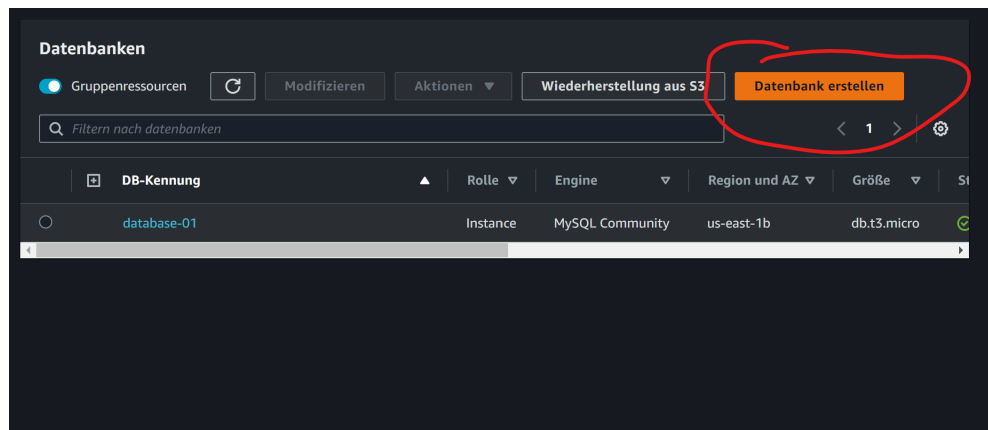 Datenbanken
Gruppenressourcen Modifizieren Aktionen Wiederherstellung aus S3 Datenbank erstellen
Filtern nach datenbanken 1
DB-Kennung Rolle Engine Region und AZ Größe St
database-01 Instance MySQL Community us-east-1b db.t3.micro